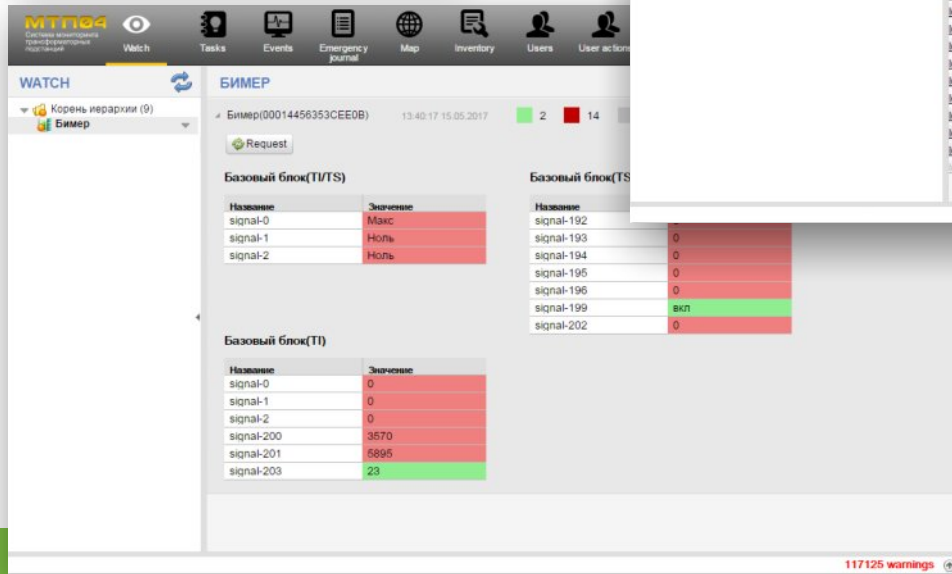 МТП04
Система мониторинга
трансформаторных
подстанций
Watch
Tasks
Events
Emergency
journal
Map
Inventory
Users
User action
WATCH
Корень иерархии (9)
Бимер
БИМЕР
Бимер(00014456353CEE0B) 13:40:17 15.05.2017 2 14
Request
Базовый блок(TI/TS)
Название Значение
signal-0 Макс
signal-1 Ноль
signal-2 Ноль
Базовый блок(TS
Название
signal-192
signal-193 0
signal-194 0
signal-195 0
signal-196 0
signal-199 вкл
signal-202 0
Базовый блок(TI)
Название Значение
signal-0 0
signal-1 0
signal-2 0
signal-200 3570
signal-201 5895
signal-203 23
117125 warnings